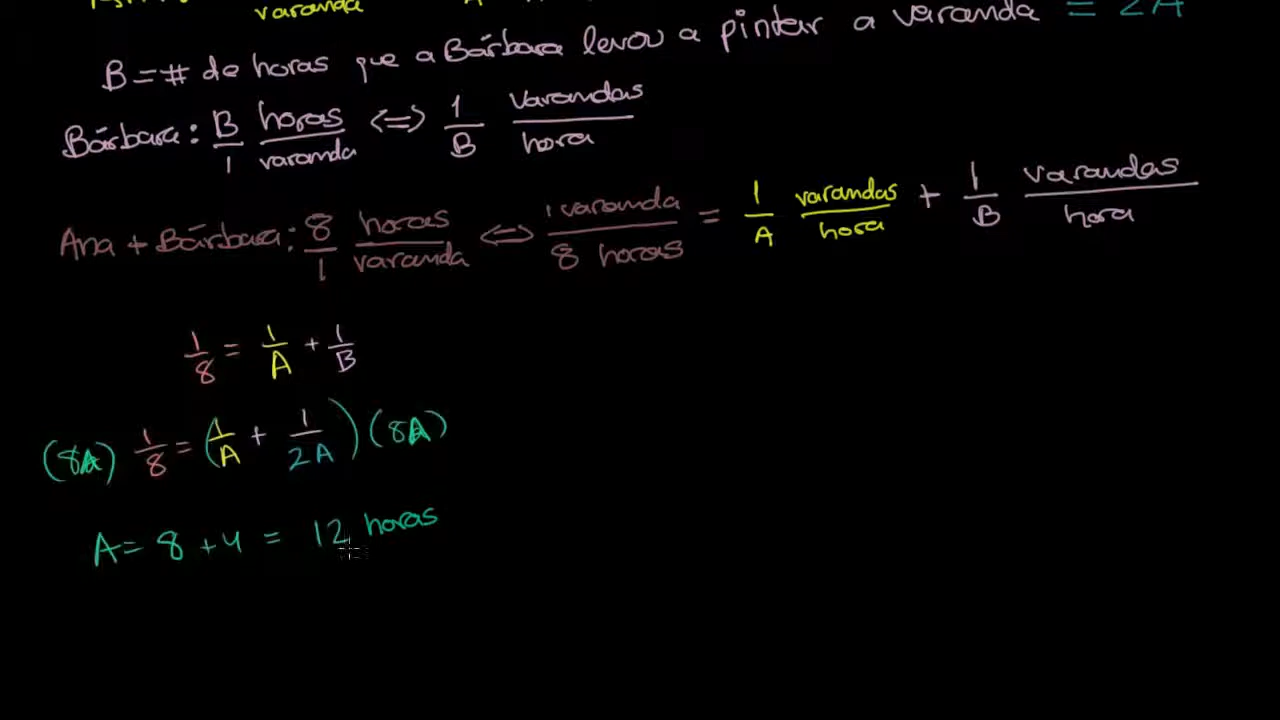 varanda A
B = # de horas que a Bárbara levou a pintar a varanda = 2A
Bárbara: B/1 horas/varanda <=> 1/B varandas/hora
Ana + Bárbara: 8/1 horas/varanda <=> 1 varanda/8 horas = 1/A varandas/hora + 1/B varandas/hora
1/8 = 1/A + 1/B
(8A) 1/8 = (1/A + 1/2A) (8A)
A = 8 + 4 = 12 horas